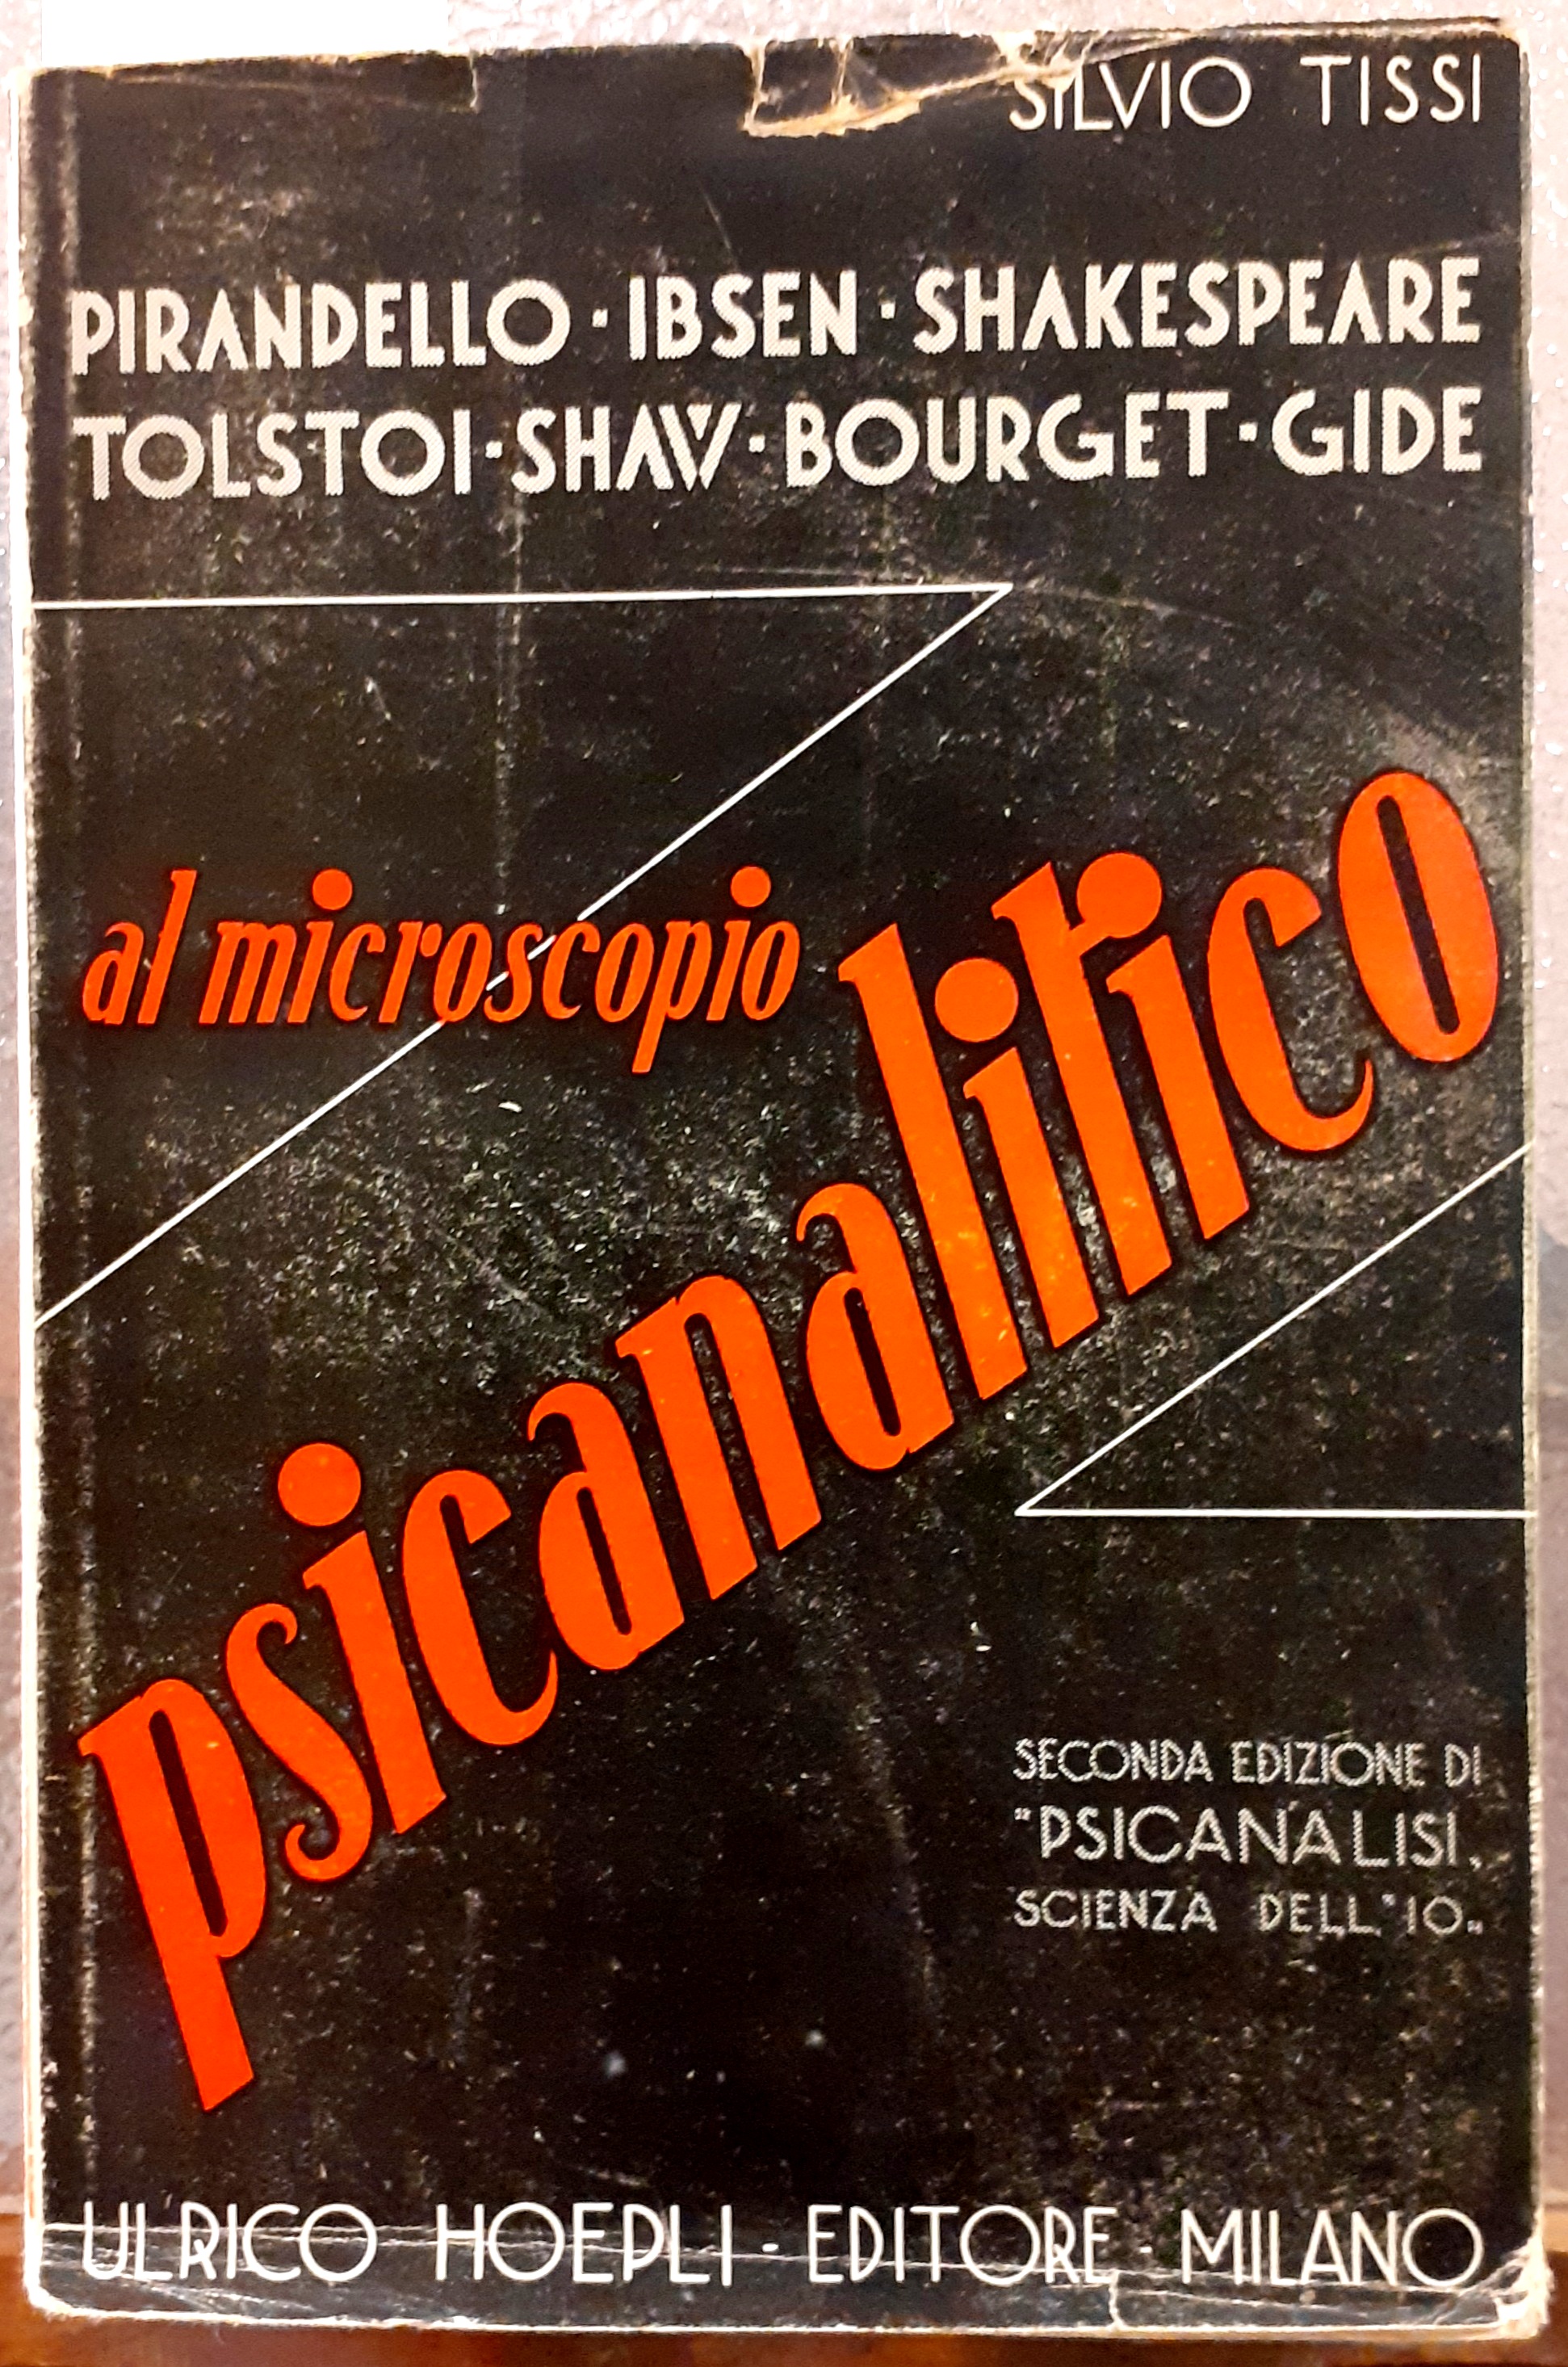 SILVIO TISSI
PIRANDELLO · IBSEN · SHAKESPEARE
TOLSTOI · SHAW · BOURGET · GIDE
al microscopio
psicanalitico
SECONDA EDIZIONE DI
"PSICANALISI,
SCIENZA DELL'"IO„
ULRICO HOEPLI - EDITORE - MILANO